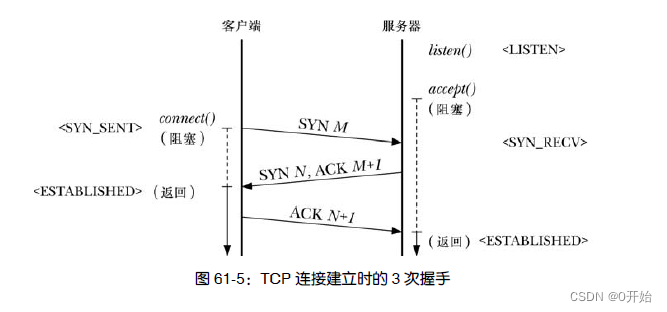 客户端 服务器
listen() <LISTEN>
accept()
(阻塞)
connect()
<SYN_SENT> (阻塞)
SYN M
<SYN_RECV>
SYN N, ACK M+1
<ESTABLISHED> (返回)
ACK N+1
(返回) <ESTABLISHED>
图 61-5：TCP 连接建立时的 3 次握手
CSDN @0开始